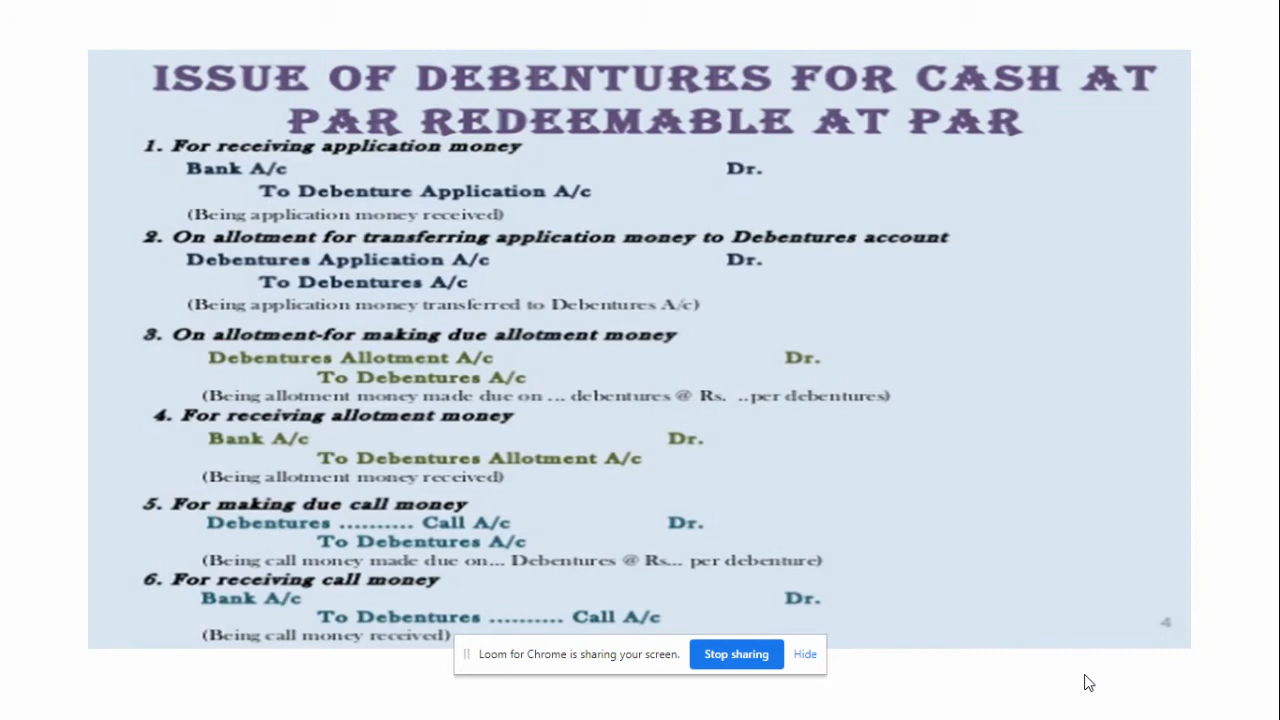 ISSUE OF DEBENTURES FOR CASH AT
PAR REDEEMABLE AT PAR
1. For receiving application money
Bank A/c Dr.
To Debenture Application A/c
(Being application money received)
2. On allotment for transferring application money to Debentures account
Debentures Application A/c Dr.
To Debentures A/c
(Being application money transferred to Debentures A/c)
3. On allotment-for making due allotment money
Debentures Allotment A/c Dr.
To Debentures A/c
(Being allotment money made due on ... debentures @ Rs. ..per debentures)
4. For receiving allotment money
Bank A/c Dr.
To Debentures Allotment A/c
(Being allotment money received)
5. For making due call money
Debentures .......... Call A/c Dr.
To Debentures A/c
(Being call money made due on... Debentures @ Rs... per debenture)
6. For receiving call money
Bank A/c Dr.
To Debentures .......... Call A/c
(Being call money received)
4
Loom for Chrome is sharing your screen. Stop sharing Hide